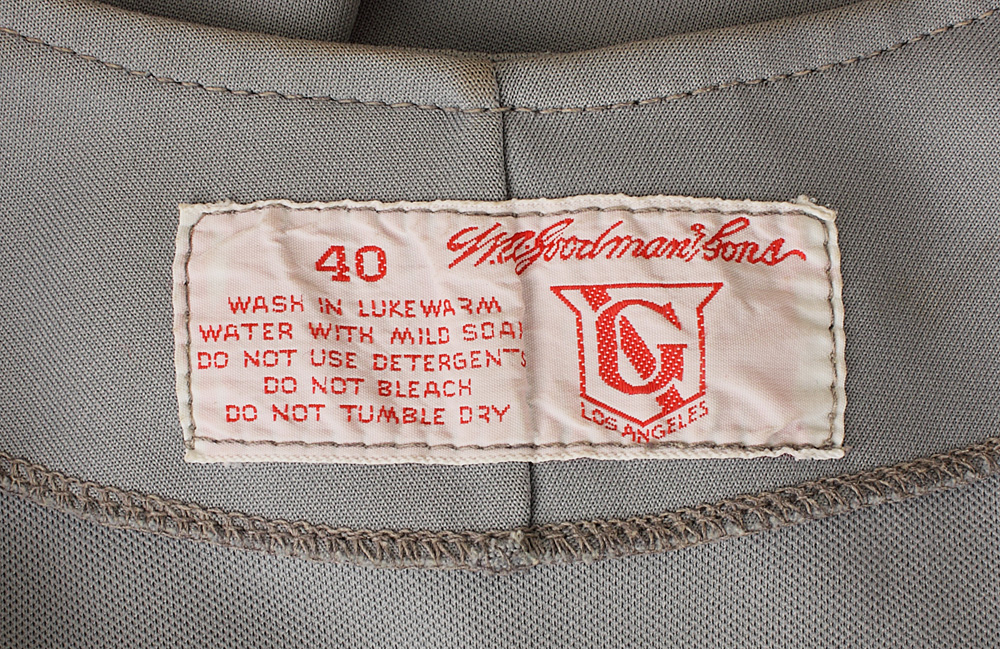 40
Wm. Goodman & Sons
WASH IN LUKEWARM
WATER WITH MILD SOAP
DO NOT USE DETERGENTS
DO NOT BLEACH
DO NOT TUMBLE DRY
G
LOS ANGELES